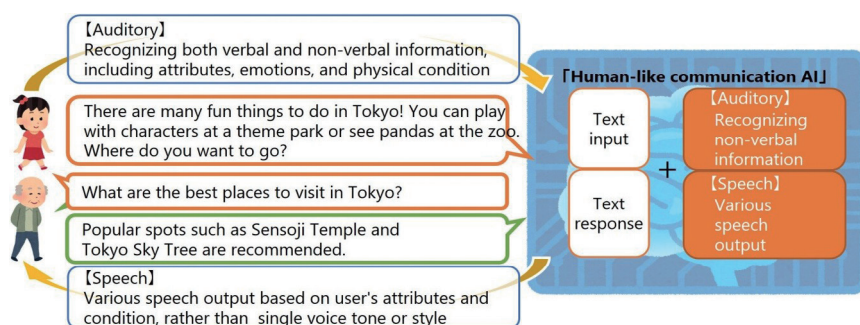 【Auditory】
Recognizing both verbal and non-verbal information,
including attributes, emotions, and physical condition
There are many fun things to do in Tokyo! You can play
with characters at a theme park or see pandas at the zoo.
Where do you want to go?
What are the best places to visit in Tokyo?
Popular spots such as Sensoji Temple and
Tokyo Sky Tree are recommended.
【Speech】
Various speech output based on user's attributes and
condition, rather than single voice tone or style
「Human-like communication AI」
Text
input
+
【Auditory】
Recognizing
non-verbal
information
Text
response
【Speech】
Various
speech
output